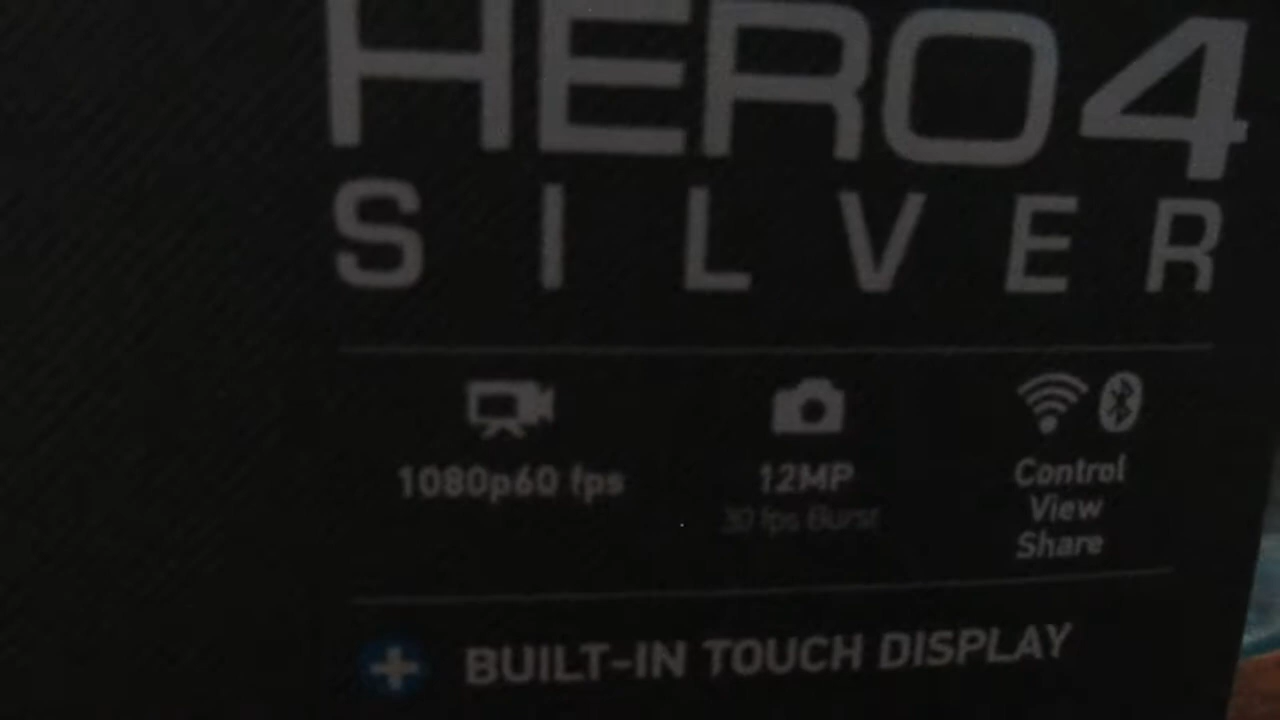 HERO4
SILVER
1080p60 fps
12MP
30 fps Burst
Control
View
Share
BUILT-IN TOUCH DISPLAY